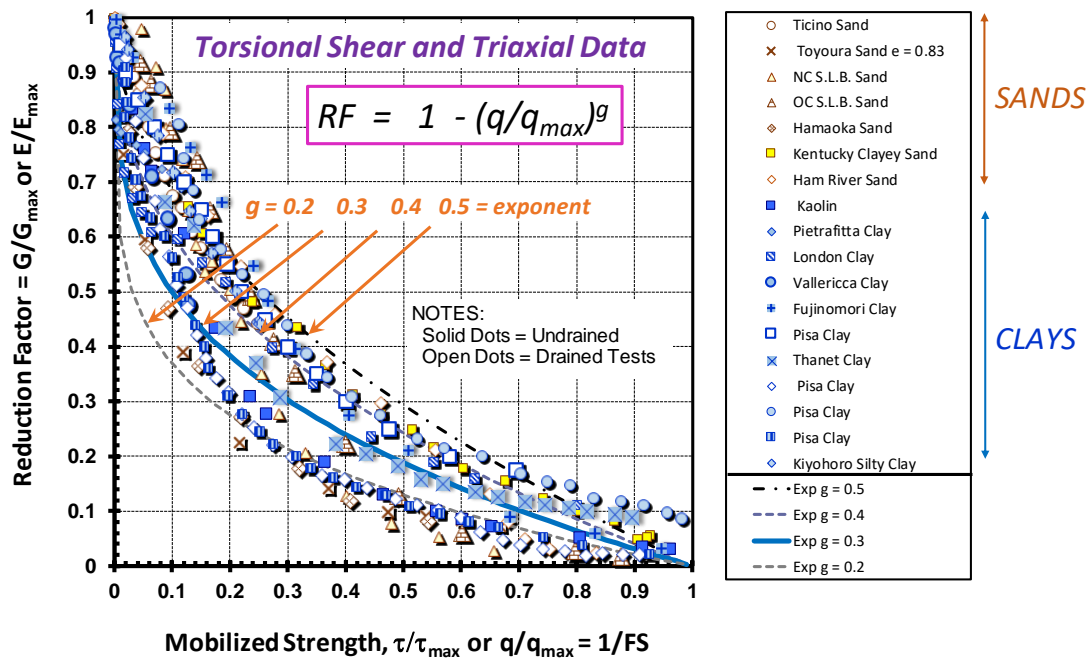 Torsional Shear and Triaxial Data
RF = 1 - (q/qmax)g
g = 0.2 0.3 0.4 0.5 = exponent
NOTES:
Solid Dots = Undrained
Open Dots = Drained Tests
Reduction Factor = G/Gmax or E/Emax
1
0.9
0.8
0.7
0.6
0.5
0.4
0.3
0.2
0.1
0
0 0.1 0.2 0.3 0.4 0.5 0.6 0.7 0.8 0.9 1
Mobilized Strength, τ/τmax or q/qmax = 1/FS
Ticino Sand
Toyoura Sand e = 0.83
NC S.L.B. Sand
OC S.L.B. Sand
Hamaoka Sand
Kentucky Clayey Sand
Ham River Sand
Kaolin
Pietrafitta Clay
London Clay
Vallericca Clay
Fujinomori Clay
Pisa Clay
Thanet Clay
Pisa Clay
Pisa Clay
Pisa Clay
Kiyohoro Silty Clay
Exp g = 0.5
Exp g = 0.4
Exp g = 0.3
Exp g = 0.2
SANDS
CLAYS